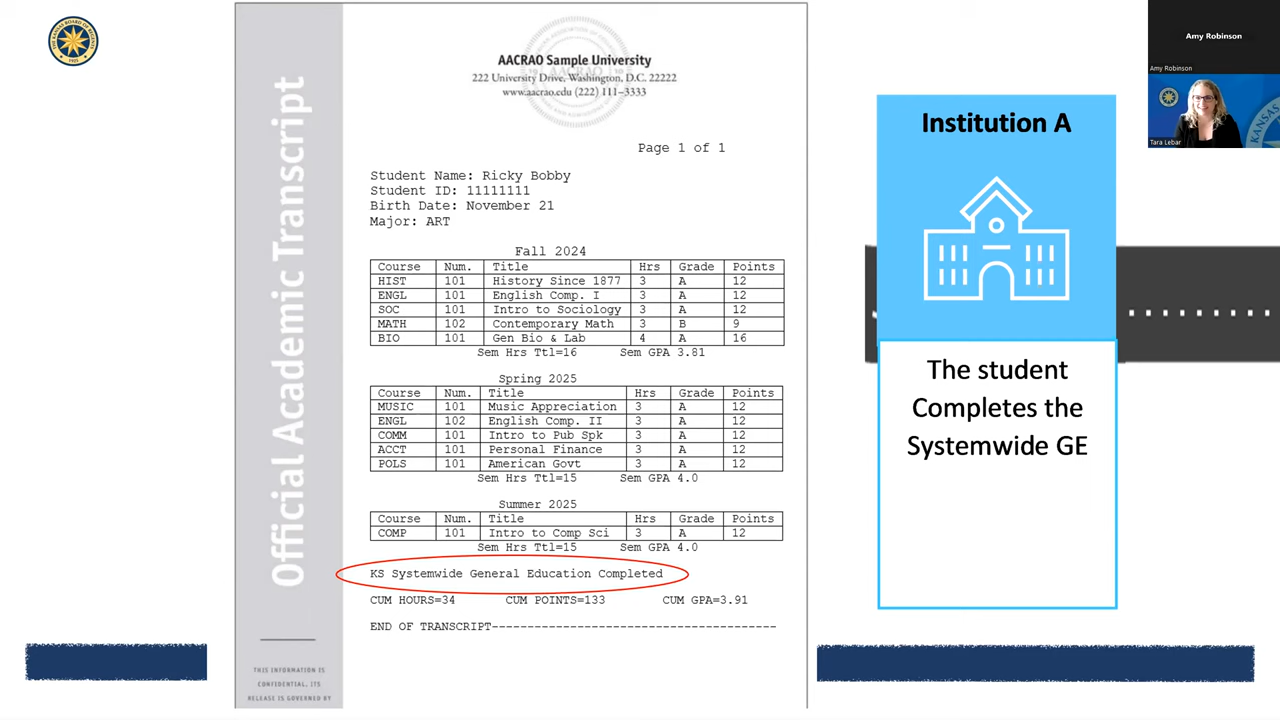 THE KANSAS BOARD OF REGENTS
1925
AACRAO Sample University
222 University Drive, Washington, D.C. 22222
www.aacrao.edu (222) 111-3333
Page 1 of 1
Official Academic Transcript
Student Name: Ricky Bobby
Student ID: 11111111
Birth Date: November 21
Major: ART
Fall 2024
Course Num. Title Hrs Grade Points
HIST 101 History Since 1877 3 A 12
ENGL 101 English Comp. I 3 A 12
SOC 101 Intro to Sociology 3 A 12
MATH 102 Contemporary Math 3 B 9
BIO 101 Gen Bio & Lab 4 A 16
Sem Hrs Ttl=16 Sem GPA 3.81
Spring 2025
Course Num. Title Hrs Grade Points
MUSIC 101 Music Appreciation 3 A 12
ENGL 102 English Comp. II 3 A 12
COMM 101 Intro to Pub Spk 3 A 12
ACCT 101 Personal Finance 3 A 12
POLS 101 American Govt 3 A 12
Sem Hrs Ttl=15 Sem GPA 4.0
Summer 2025
Course Num. Title Hrs Grade Points
COMP 101 Intro to Comp Sci 3 A 12
Sem Hrs Ttl=15 Sem GPA 4.0
KS Systemwide General Education Completed
CUM HOURS=34 CUM POINTS=133 CUM GPA=3.91
END OF TRANSCRIPT----------------------------------------
THIS INFORMATION IS
CONFIDENTIAL, ITS
RELEASE IS GOVERNED BY
Institution A
The student
Completes the
Systemwide GE
Amy Robinson
Amy Robinson
KANSAS
Tara Lebar